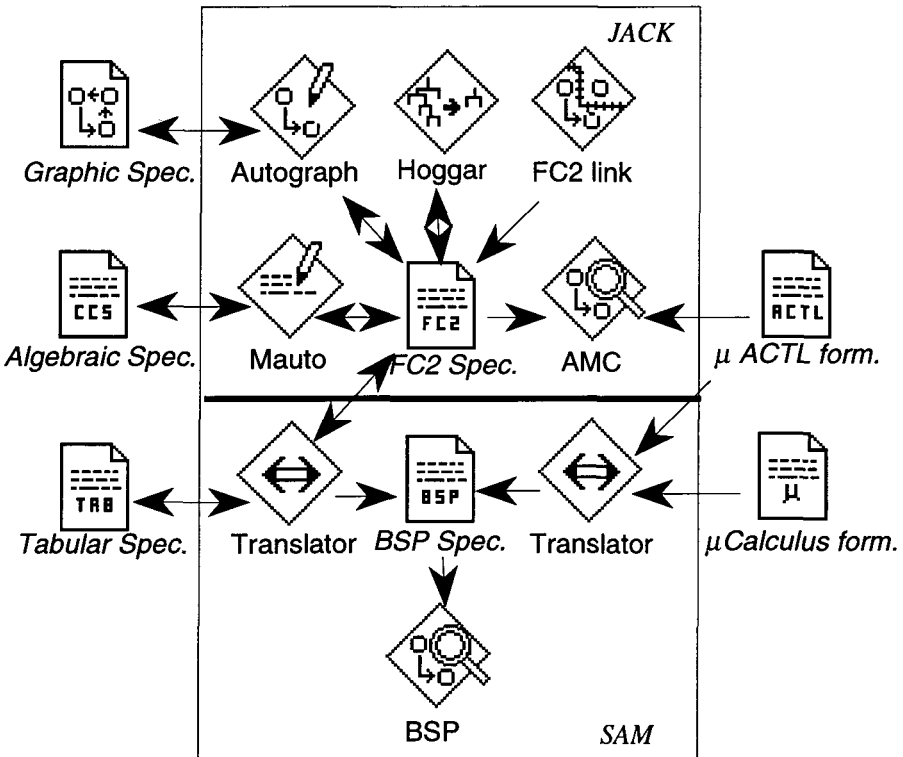 JACK
Graphic Spec.
Autograph
Hoggar
FC2 link
CCS
FC2
ACTL
Algebraic Spec.
Mauto
FC2 Spec.
AMC
μ ACTL form.
TAB
BSP
μ
Tabular Spec.
Translator
BSP Spec.
Translator
μCalculus form.
BSP
SAM